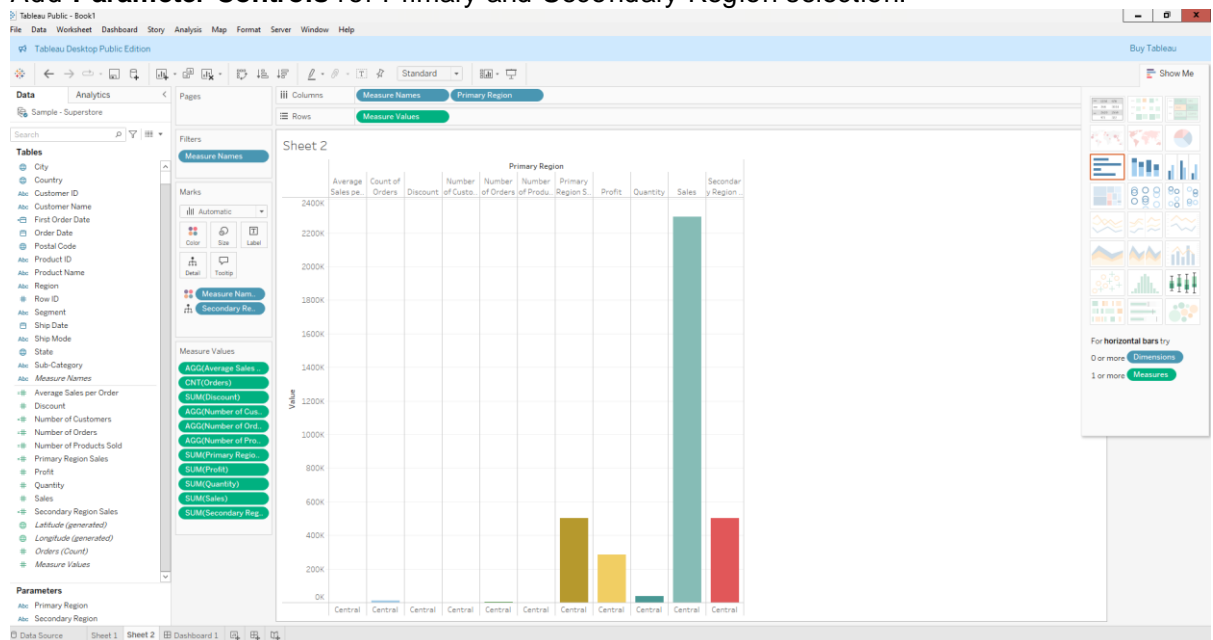 Add Parameter Controls for Primary and Secondary Region selection.
Tableau Public - Book1
File Data Worksheet Dashboard Story Analysis Map Format Server Window Help
Tableau Desktop Public Edition
Buy Tableau
Standard
Show Me
Data Analytics
Sample - Superstore
Search
Tables
City
Country
Abc Customer ID
Abc Customer Name
First Order Date
Order Date
Postal Code
Abc Product ID
Abc Product Name
Abc Region
Row ID
Abc Segment
Ship Date
Abc Ship Mode
State
Abc Sub-Category
Abc Measure Names
Average Sales per Order
Discount
Number of Customers
Number of Orders
Number of Products Sold
Primary Region Sales
Profit
Quantity
Sales
Secondary Region Sales
Latitude (generated)
Longitude (generated)
Orders (Count)
Measure Values
Parameters
Abc Primary Region
Abc Secondary Region
Pages
Filters
Measure Names
Marks
Automatic
Color Size Label
Detail Tooltip
Measure Nam..
Secondary Re..
Measure Values
AGG(Average Sales ..
CNT(Orders)
SUM(Discount)
AGG(Number of Cus..
AGG(Number of Ord..
AGG(Number of Pro..
SUM(Primary Regio..
SUM(Profit)
SUM(Quantity)
SUM(Sales)
SUM(Secondary Reg..
Columns Measure Names Primary Region
Rows Measure Values
Sheet 2
Primary Region
Average Sales pe..
Count of Orders
Discount
Number of Custo..
Number of Orders
Number of Produ..
Primary Region S..
Profit
Quantity
Sales
Secondar y Region ..
Value
2400K
2200K
2000K
1800K
1600K
1400K
1200K
1000K
800K
600K
400K
200K
0K
Central Central Central Central Central Central Central Central Central Central Central
For horizontal bars try
0 or more Dimensions
1 or more Measures
Data Source Sheet 1 Sheet 2 Dashboard 1